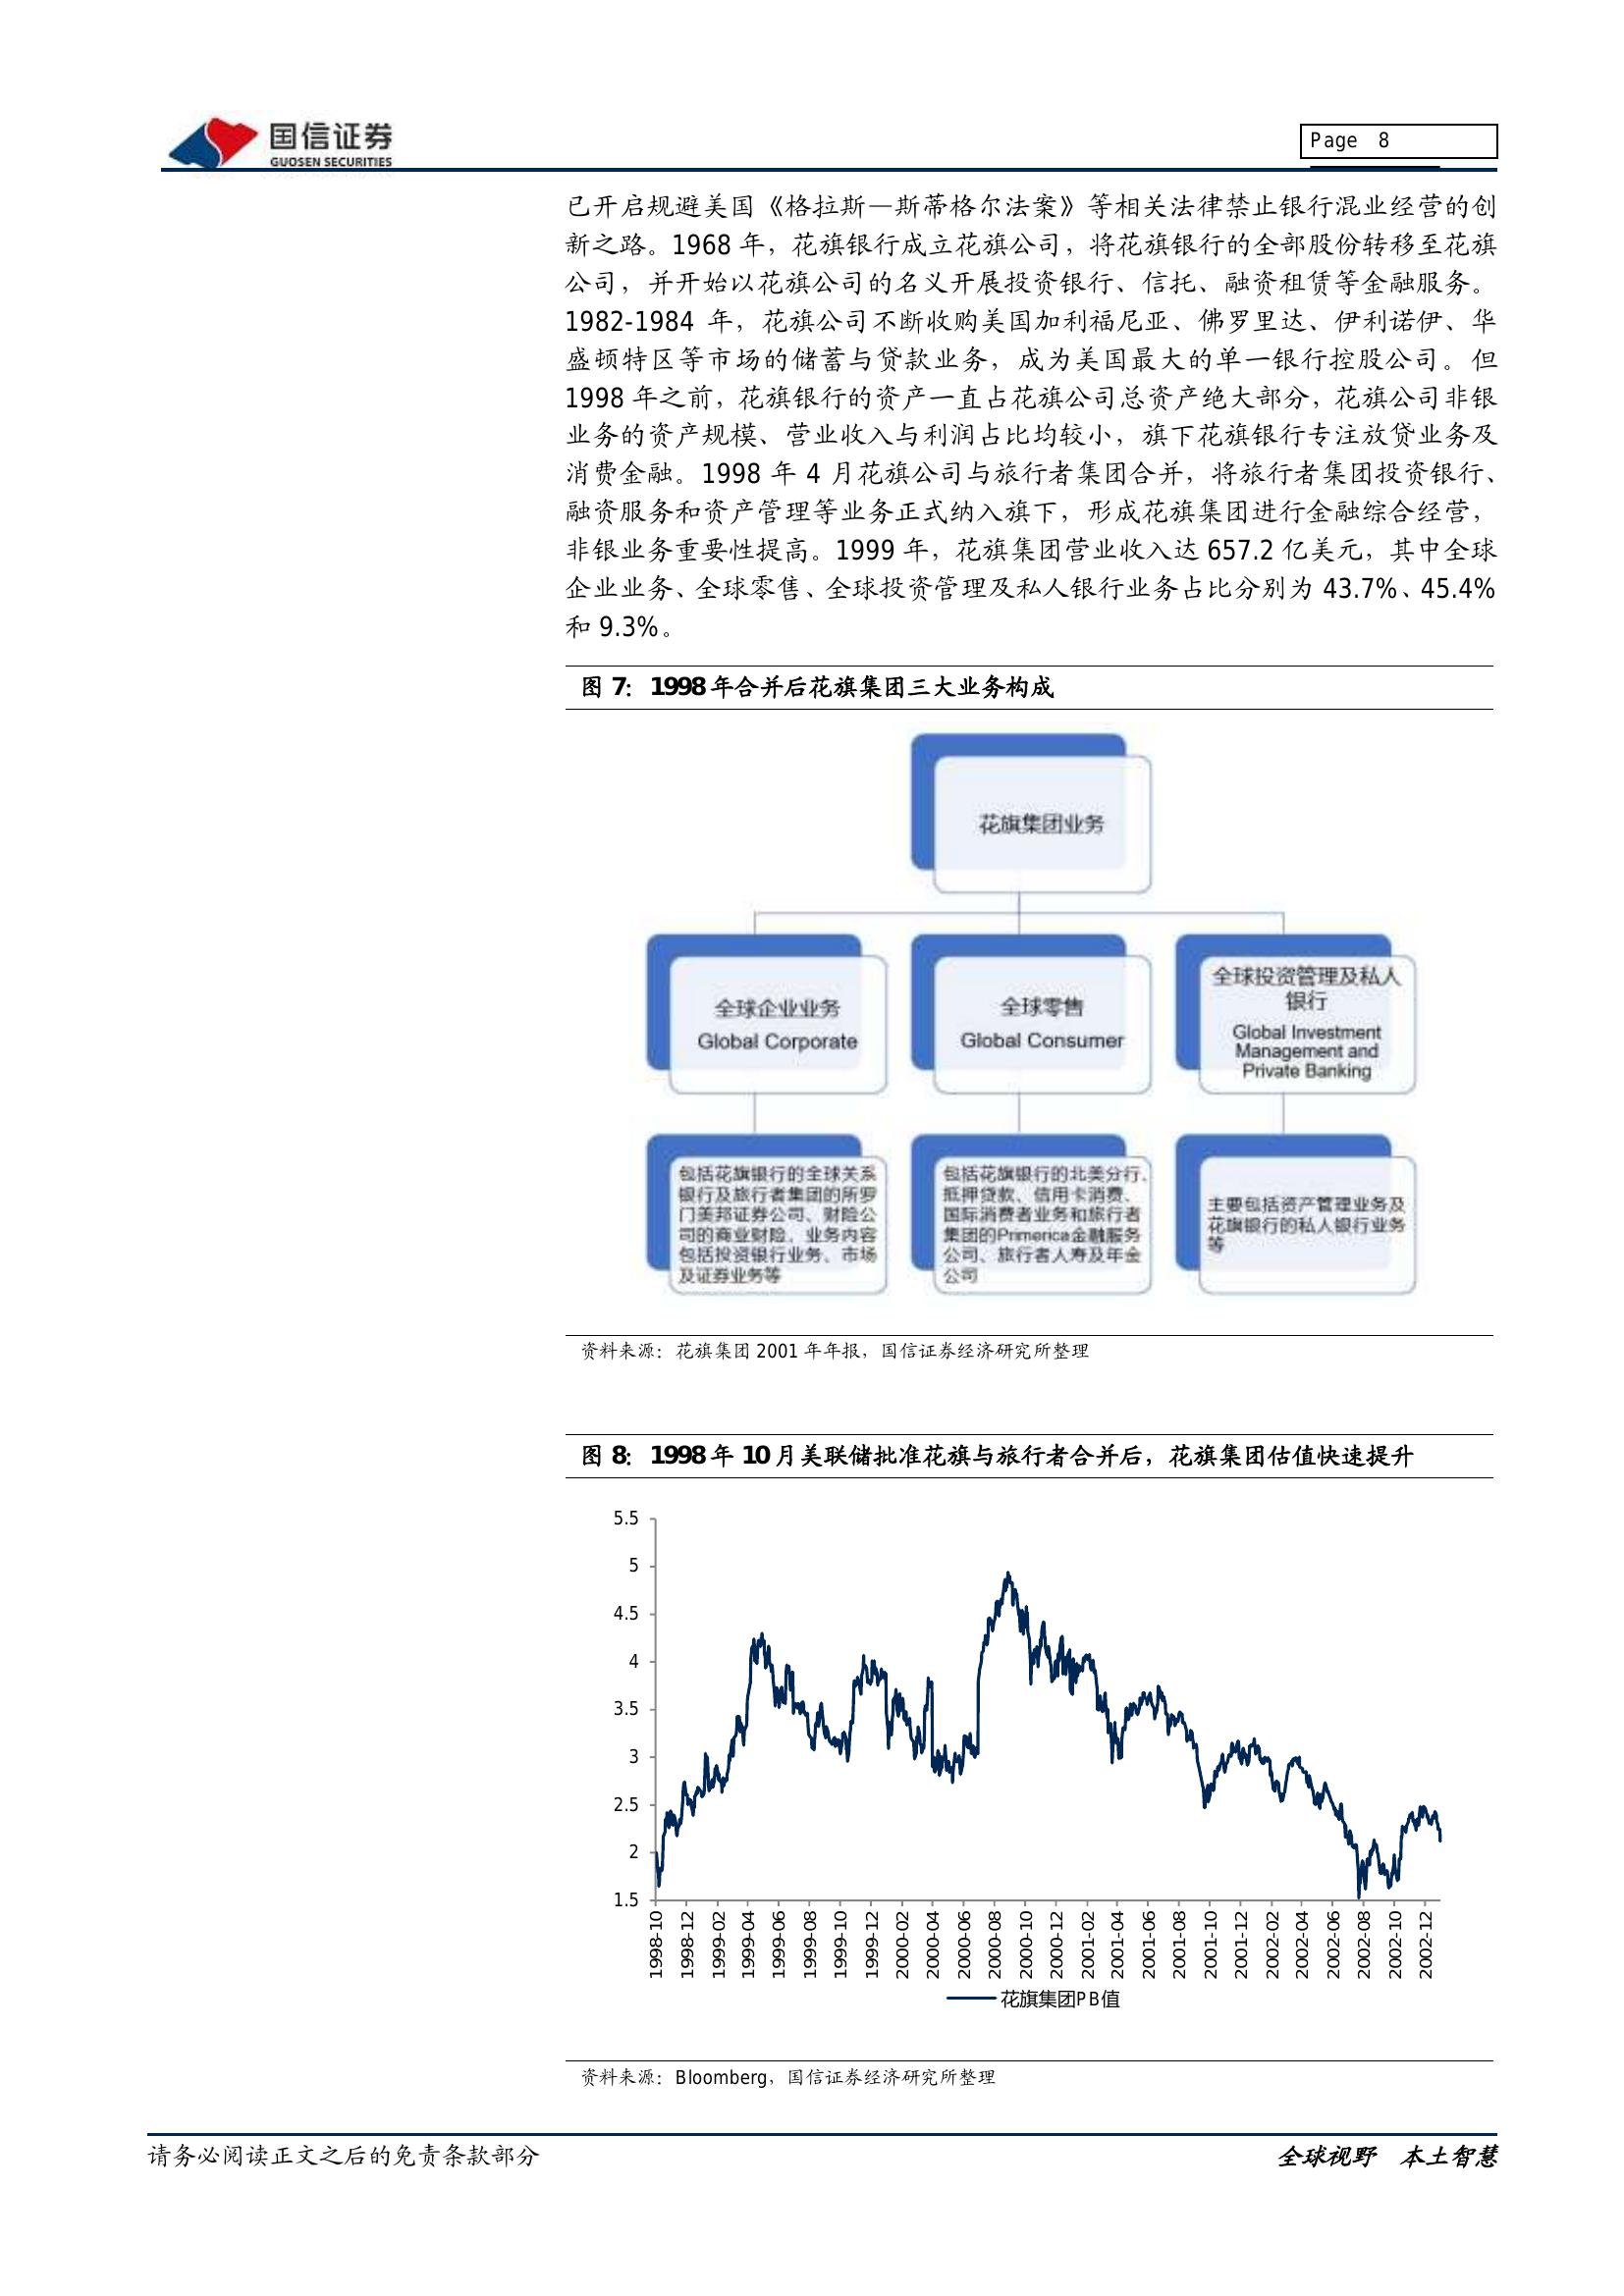 国信证券
GUOSEN SECURITIES
Page 8
已开启规避美国《格拉斯—斯蒂格尔法案》等相关法律禁止银行混业经营的创
新之路。1968 年，花旗银行成立花旗公司，将花旗银行的全部股份转移至花旗
公司，并开始以花旗公司的名义开展投资银行、信托、融资租赁等金融服务。
1982-1984 年，花旗公司不断收购美国加利福尼亚、佛罗里达、伊利诺伊、华
盛顿特区等市场的储蓄与贷款业务，成为美国最大的单一银行控股公司。但
1998 年之前，花旗银行的资产一直占花旗公司总资产绝大部分，花旗公司非银
业务的资产规模、营业收入与利润占比均较小，旗下花旗银行专注放贷业务及
消费金融。1998 年 4 月花旗公司与旅行者集团合并，将旅行者集团投资银行、
融资服务和资产管理等业务正式纳入旗下，形成花旗集团进行金融综合经营，
非银业务重要性提高。1999 年，花旗集团营业收入达 657.2 亿美元，其中全球
企业业务、全球零售、全球投资管理及私人银行业务占比分别为 43.7%、45.4%
和 9.3%。
图 7：1998 年合并后花旗集团三大业务构成
花旗集团业务
全球企业业务
Global Corporate
全球零售
Global Consumer
全球投资管理及私人
银行
Global Investment
Management and
Private Banking
包括花旗银行的全球关系
银行及旅行者集团的所罗
门美邦证券公司、财险公
司的商业财险，业务内容
包括投资银行业务、市场
及证券业务等
包括花旗银行的北美分行、
抵押贷款、信用卡消费、
国际消费者业务和旅行者
集团的Primerica金融服务
公司、旅行者人寿及年金
公司
主要包括资产管理业务及
花旗银行的私人银行业务
等
资料来源：花旗集团 2001 年年报，国信证券经济研究所整理
图 8：1998 年 10 月美联储批准花旗与旅行者合并后，花旗集团估值快速提升
5.5
5
4.5
4
3.5
3
2.5
2
1.5
1998-10
1998-12
1999-02
1999-04
1999-06
1999-08
1999-10
1999-12
2000-02
2000-04
2000-06
2000-08
2000-10
2000-12
2001-02
2001-04
2001-06
2001-08
2001-10
2001-12
2002-02
2002-04
2002-06
2002-08
2002-10
2002-12
花旗集团PB值
资料来源：Bloomberg，国信证券经济研究所整理
请务必阅读正文之后的免责条款部分
全球视野 本土智慧